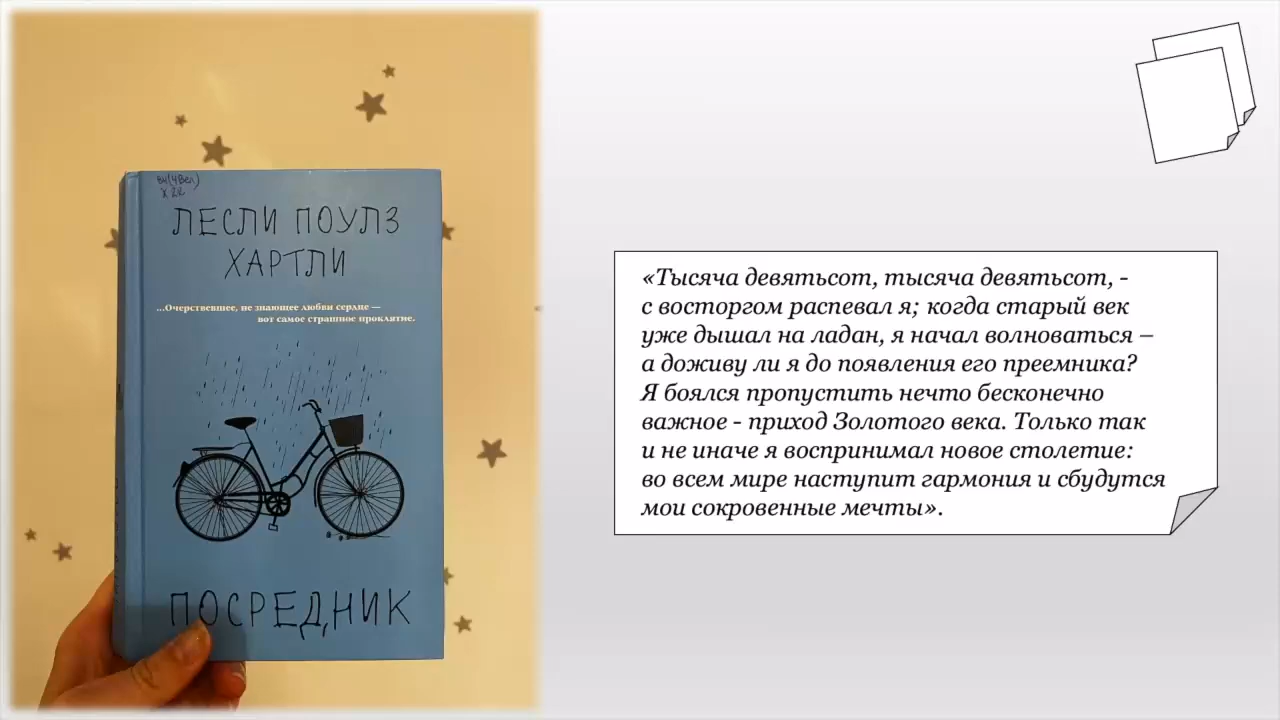 ЛЕСЛИ ПОУЛЗ
ХАРТЛИ
...Очерствевшее, не знающее любви сердце —
вот самое страшное проклятие.
ПОСРЕДНИК
«Тысяча девятьсот, тысяча девятьсот, -
с восторгом распевал я; когда старый век
уже дышал на ладан, я начал волноваться –
а доживу ли я до появления его преемника?
Я боялся пропустить нечто бесконечно
важное - приход Золотого века. Только так
и не иначе я воспринимал новое столетие:
во всем мире наступит гармония и сбудутся
мои сокровенные мечты».